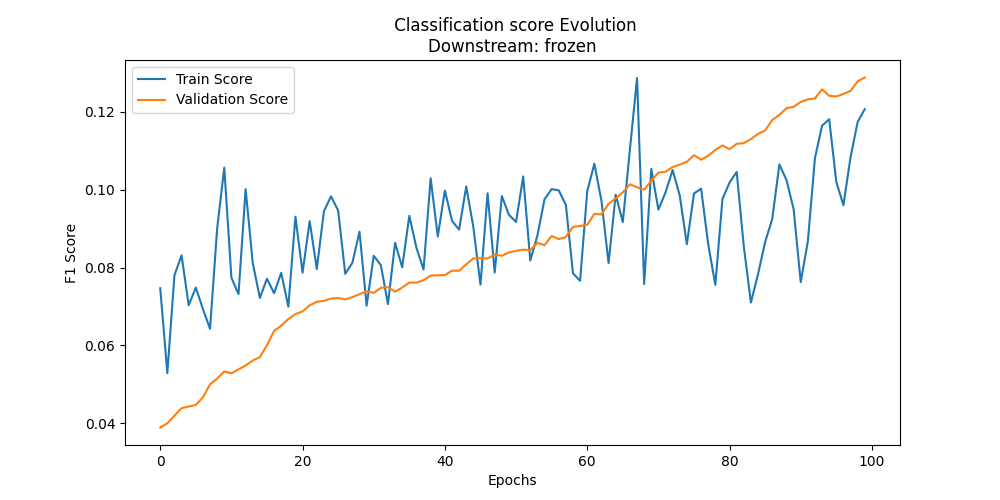 Classification score Evolution
Downstream: frozen
Train Score
Validation Score
F1 Score
0.12
0.10
0.08
0.06
0.04
0 20 40 60 80 100
Epochs